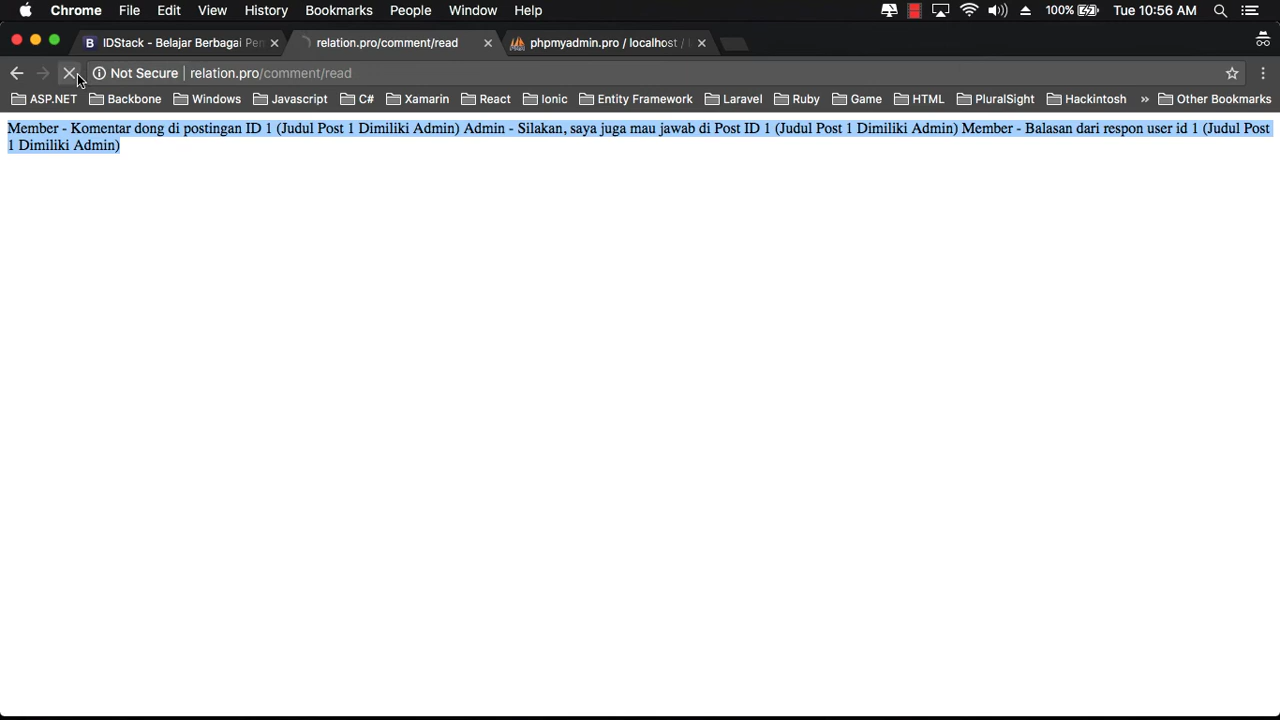 Chrome File Edit View History Bookmarks People Window Help 100% Tue 10:56 AM
IDStack - Belajar Berbagai Pe relation.pro/comment/read phpmyadmin.pro / localhost /
Not Secure relation.pro/comment/read
ASP.NET Backbone Windows Javascript C# Xamarin React Ionic Entity Framework Laravel Ruby Game HTML PluralSight Hackintosh » Other Bookmarks
Member - Komentar dong di postingan ID 1 (Judul Post 1 Dimiliki Admin) Admin - Silakan, saya juga mau jawab di Post ID 1 (Judul Post 1 Dimiliki Admin) Member - Balasan dari respon user id 1 (Judul Post
1 Dimiliki Admin)